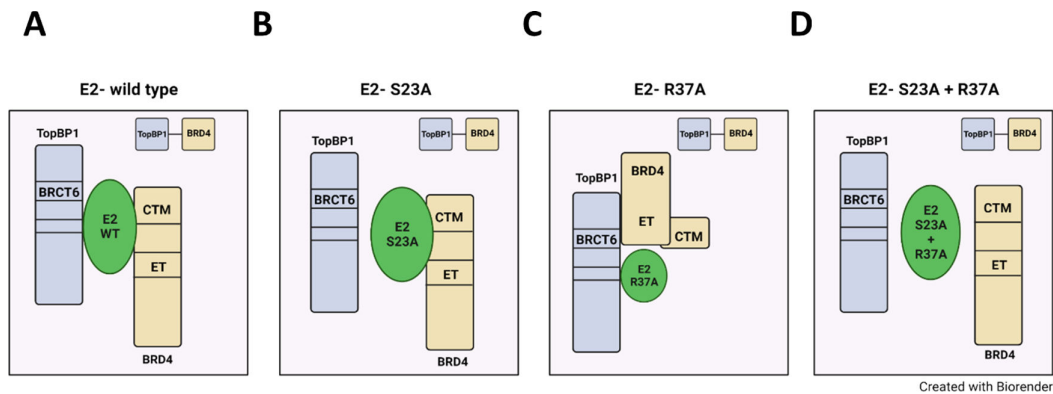 A
B
C
D
E2- wild type
E2- S23A
E2- R37A
E2- S23A + R37A
TopBP1
TopBP1
BRD4
BRCT6
E2
WT
CTM
ET
BRD4
TopBP1
TopBP1
BRD4
BRCT6
E2
S23A
CTM
ET
BRD4
TopBP1
BRD4
TopBP1
BRD4
ET
BRCT6
CTM
E2
R37A
TopBP1
TopBP1
BRD4
BRCT6
E2
S23A
+
R37A
CTM
ET
BRD4
Created with Biorender